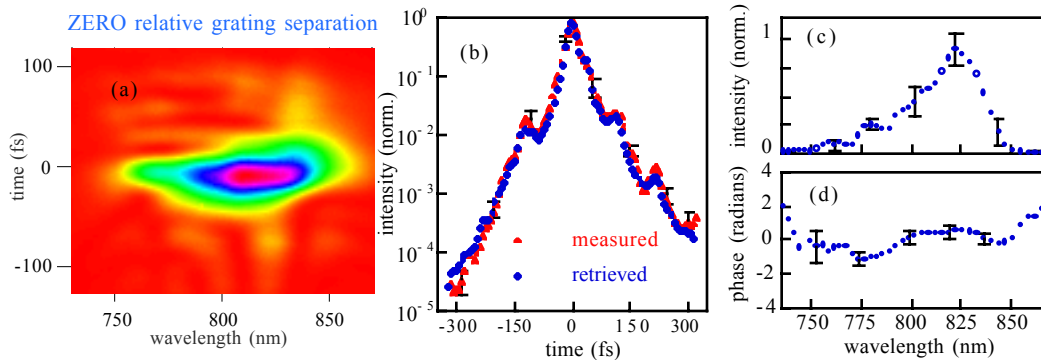 ZERO relative grating separation
(a)
time (fs)
100
0
-100
750
800
850
wavelength (nm)
(b)
intensity (norm.)
10^0
10^-1
10^-2
10^-3
10^-4
10^-5
measured
retrieved
-300
-150
0
150
300
time (fs)
(c)
intensity (norm.)
1
0
(d)
phase (radians)
4
2
0
-2
-4
750
775
800
825
850
wavelength (nm)